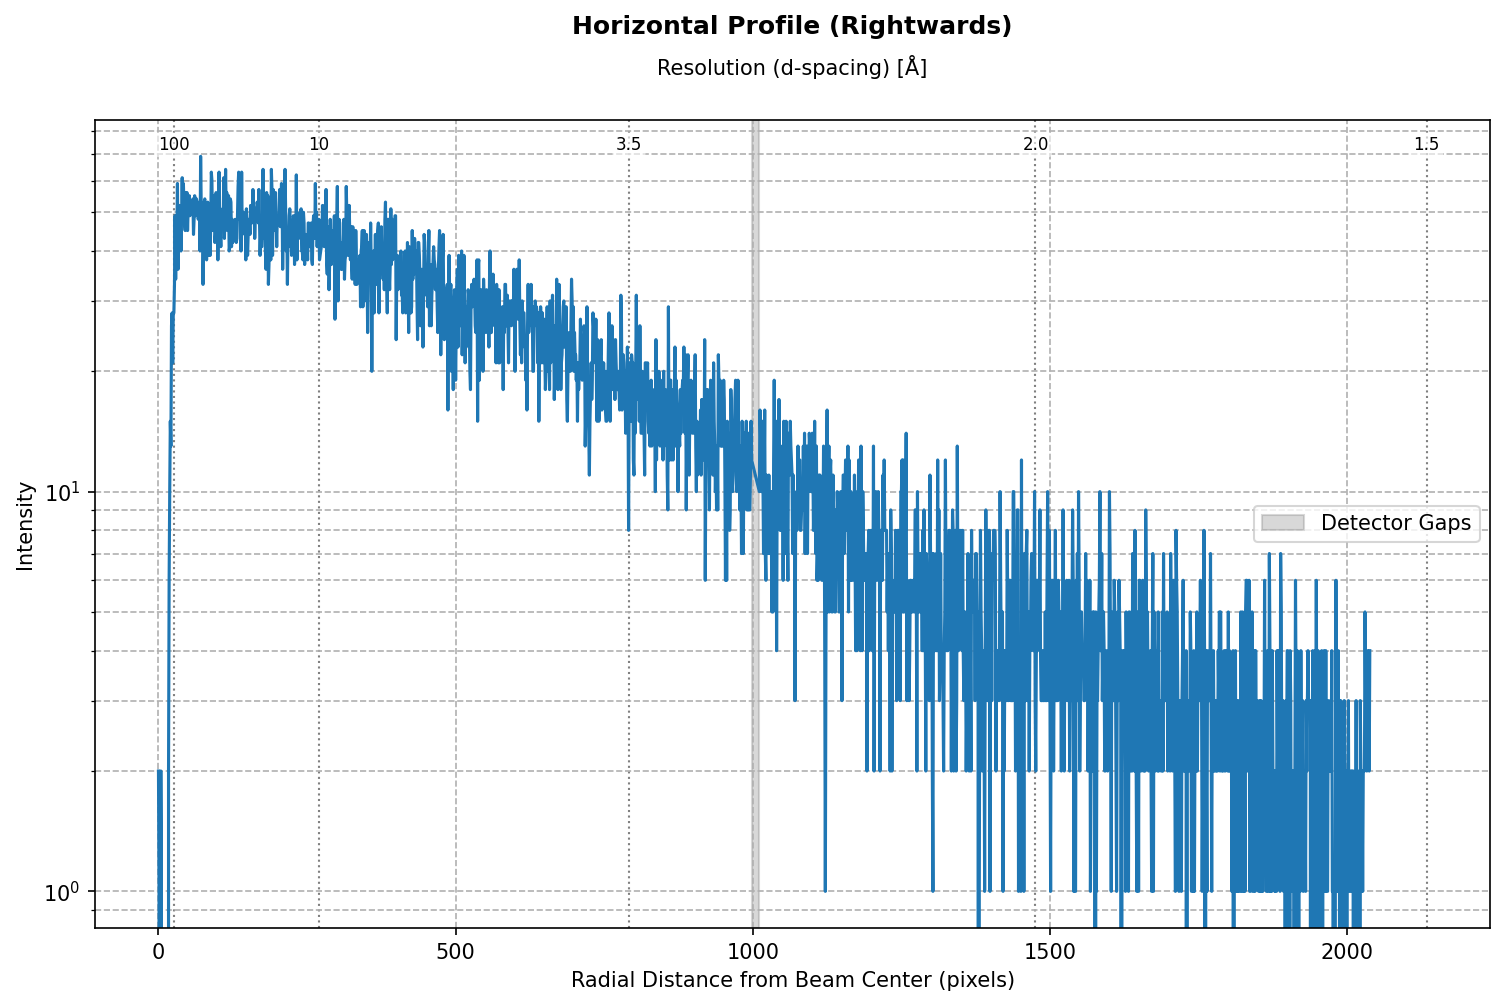 Horizontal Profile (Rightwards)
Resolution (d-spacing) [Å]
100 10 3.5 2.0 1.5
Intensity
10¹
10⁰
Detector Gaps
0 500 1000 1500 2000
Radial Distance from Beam Center (pixels)